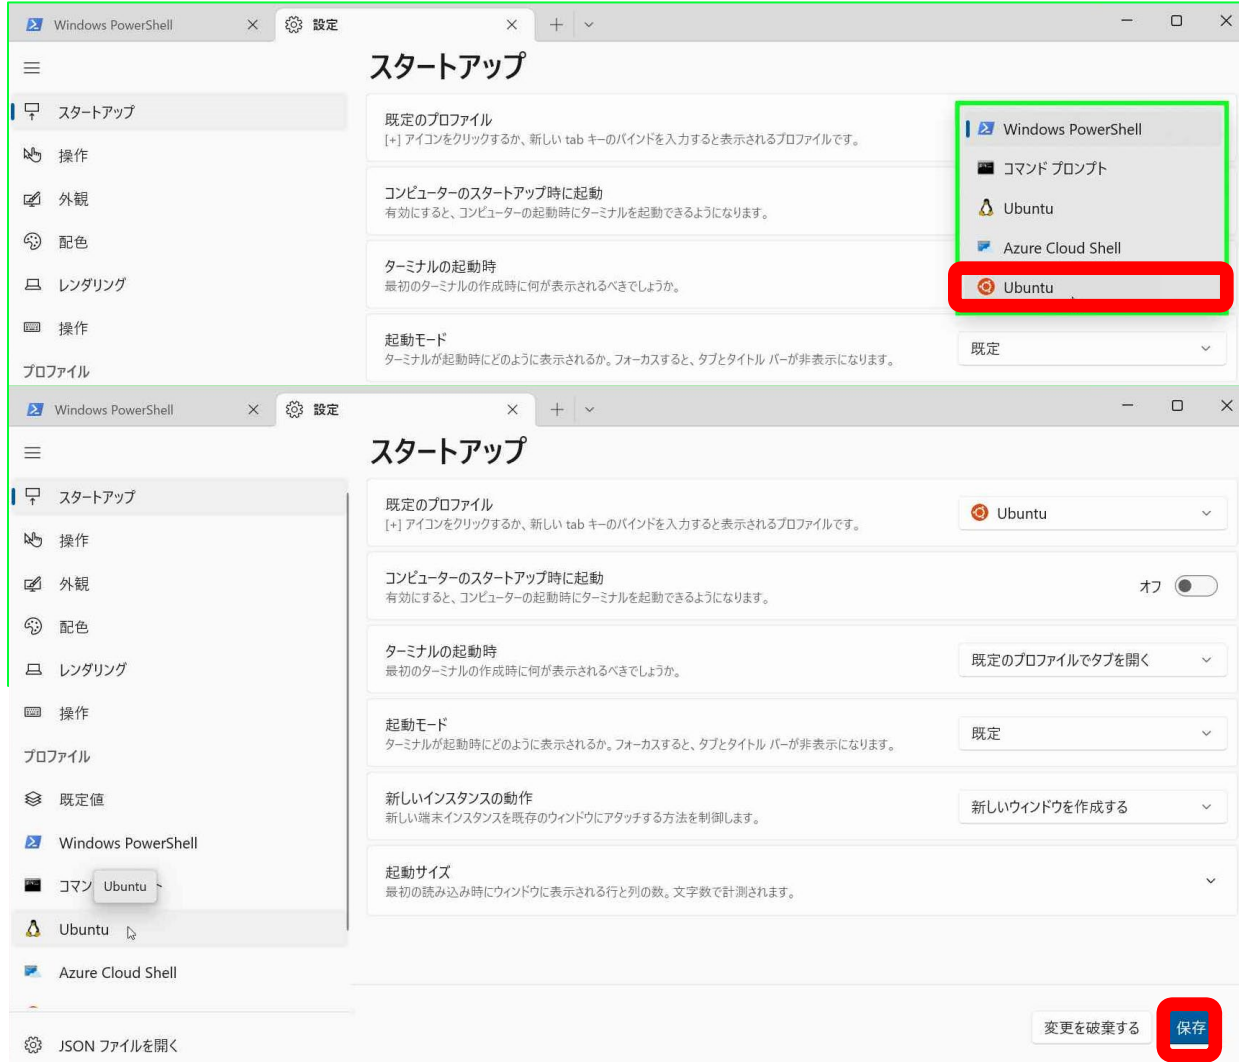 Windows PowerShell
設定
スタートアップ
スタートアップ
操作
外観
配色
レンダリング
操作
プロファイル
既定のプロファイル
[+] アイコンをクリックするか、新しい tab キーのバインドを入力すると表示されるプロファイルです。
コンピューターのスタートアップ時に起動
有効にすると、コンピューターの起動時にターミナルを起動できるようになります。
ターミナルの起動時
最初のターミナルの作成時に何が表示されるべきでしょうか。
起動モード
ターミナルが起動時にどのように表示されるか。フォーカスすると、タブとタイトル バーが非表示になります。
Windows PowerShell
コマンド プロンプト
Ubuntu
Azure Cloud Shell
Ubuntu
既定
Windows PowerShell
設定
スタートアップ
スタートアップ
操作
外観
配色
レンダリング
操作
プロファイル
既定値
Windows PowerShell
コマン
Ubuntu
ト
Ubuntu
Azure Cloud Shell
JSON ファイルを開く
既定のプロファイル
[+] アイコンをクリックするか、新しい tab キーのバインドを入力すると表示されるプロファイルです。
Ubuntu
コンピューターのスタートアップ時に起動
有効にすると、コンピューターの起動時にターミナルを起動できるようになります。
オフ
ターミナルの起動時
最初のターミナルの作成時に何が表示されるべきでしょうか。
既定のプロファイルでタブを開く
起動モード
ターミナルが起動時にどのように表示されるか。フォーカスすると、タブとタイトル バーが非表示になります。
既定
新しいインスタンスの動作
新しい端末インスタンスを既存のウィンドウにアタッチする方法を制御します。
新しいウィンドウを作成する
起動サイズ
最初の読み込み時にウィンドウに表示される行と列の数。文字数で計測されます。
変更を破棄する
保存